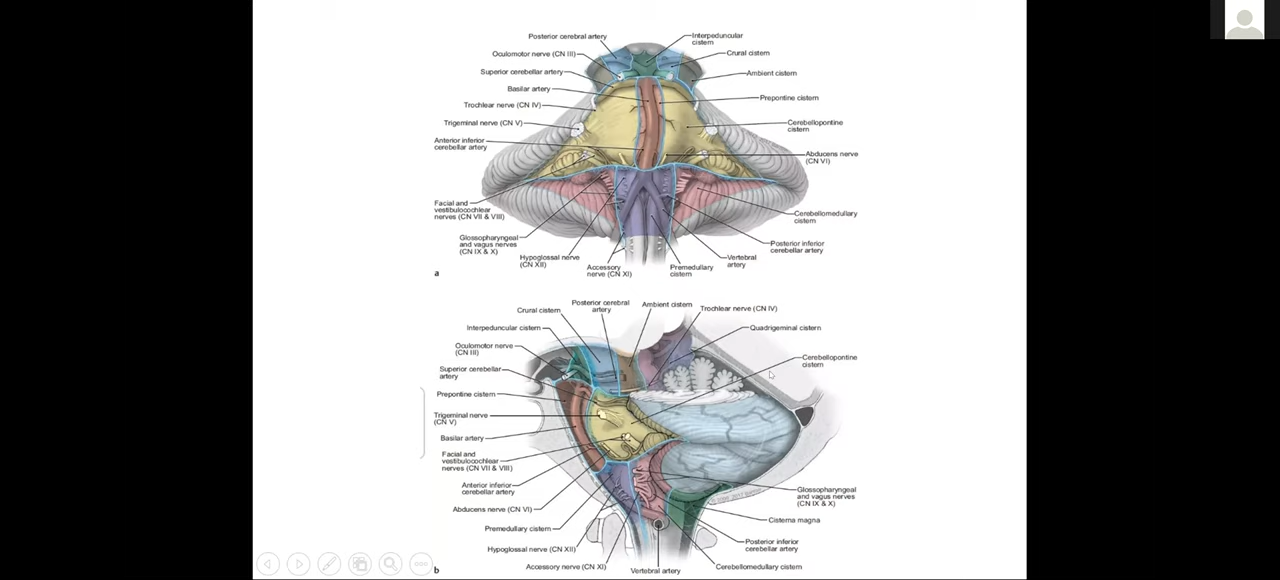 Posterior cerebral artery
Oculomotor nerve (CN III)
Superior cerebellar artery
Basilar artery
Trochlear nerve (CN IV)
Trigeminal nerve (CN V)
Anterior inferior
cerebellar artery
Facial and
vestibulocochlear
nerves (CN VII & VIII)
Glossopharyngeal
and vagus nerves
(CN IX & X)
Hypoglossal nerve
(CN XII)
Accessory
nerve (CN XI)
Interpeduncular
cistern
Crural cistern
Ambient cistern
Prepontine cistern
Cerebellopontine
cistern
Abducens nerve
(CN VI)
Cerebellomedullary
cistern
Posterior inferior
cerebellar artery
Vertebral
artery
Premedullary
cistern
a
Posterior cerebral
artery
Crural cistern
Interpeduncular cistern
Oculomotor nerve
(CN III)
Superior cerebellar
artery
Prepontine cistern
Trigeminal nerve
(CN V)
Basilar artery
Facial and
vestibulocochlear
nerves (CN VII & VIII)
Anterior inferior
cerebellar artery
Abducens nerve (CN VI)
Premedullary cistern
Hypoglossal nerve (CN XII)
Accessory nerve (CN XI)
Vertebral artery
Ambient cistern
Trochlear nerve (CN IV)
Quadrigeminal cistern
Cerebellopontine
cistern
Glossopharyngeal
and vagus nerves
(CN IX & X)
Cisterna magna
Posterior inferior
cerebellar artery
Cerebellomedullary cistern
b